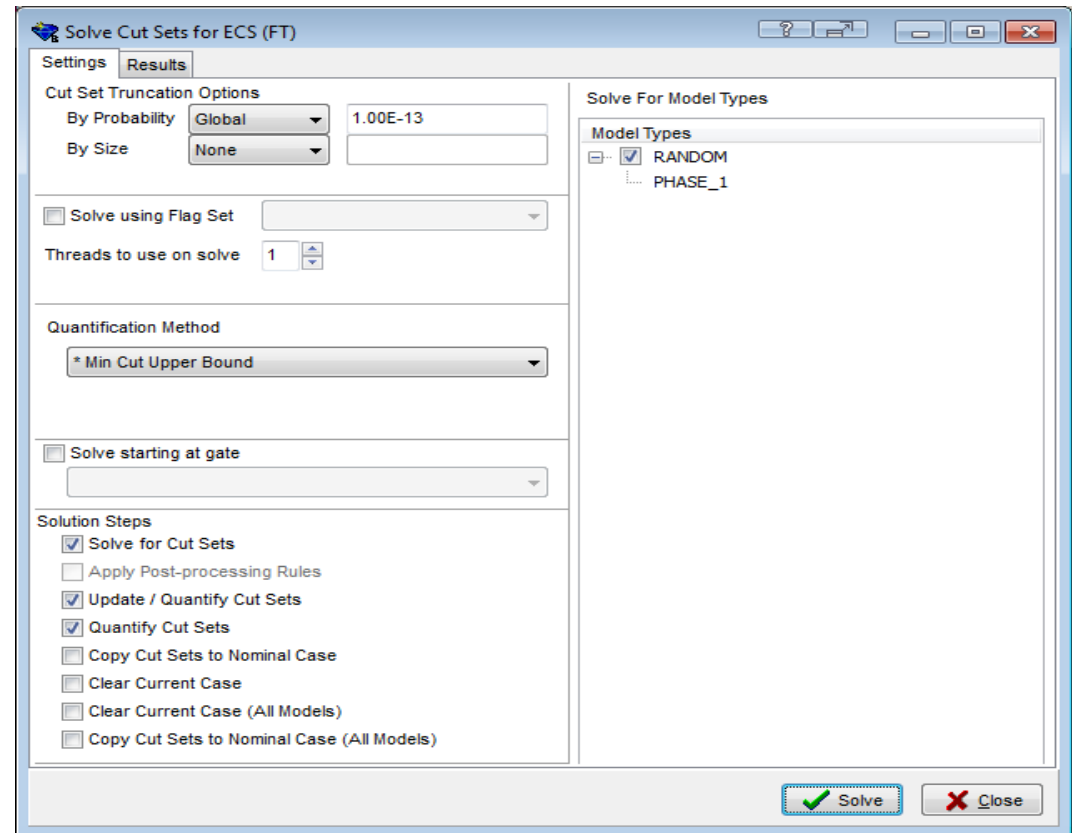 Solve Cut Sets for ECS (FT)
?
Settings Results
Cut Set Truncation Options
By Probability Global 1.00E-13
By Size None
Solve using Flag Set
Threads to use on solve 1
Quantification Method
* Min Cut Upper Bound
Solve starting at gate
Solution Steps
Solve for Cut Sets
Apply Post-processing Rules
Update / Quantify Cut Sets
Quantify Cut Sets
Copy Cut Sets to Nominal Case
Clear Current Case
Clear Current Case (All Models)
Copy Cut Sets to Nominal Case (All Models)
Solve For Model Types
Model Types
RANDOM
PHASE_1
Solve Close